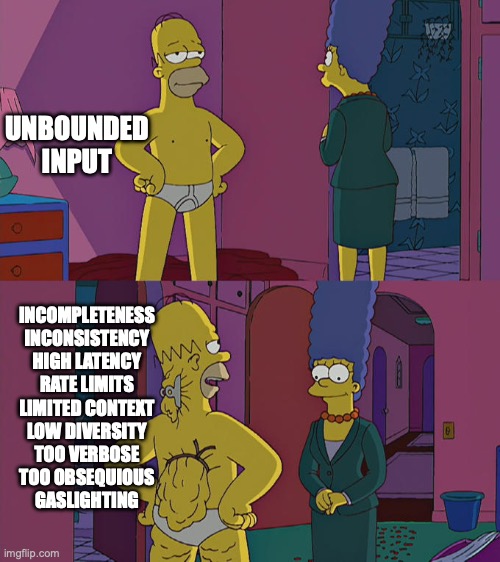 UNBOUNDED
INPUT
INCOMPLETENESS
INCONSISTENCY
HIGH LATENCY
RATE LIMITS
LIMITED CONTEXT
LOW DIVERSITY
TOO VERBOSE
TOO OBSEQUIOUS
GASLIGHTING
imgflip.com